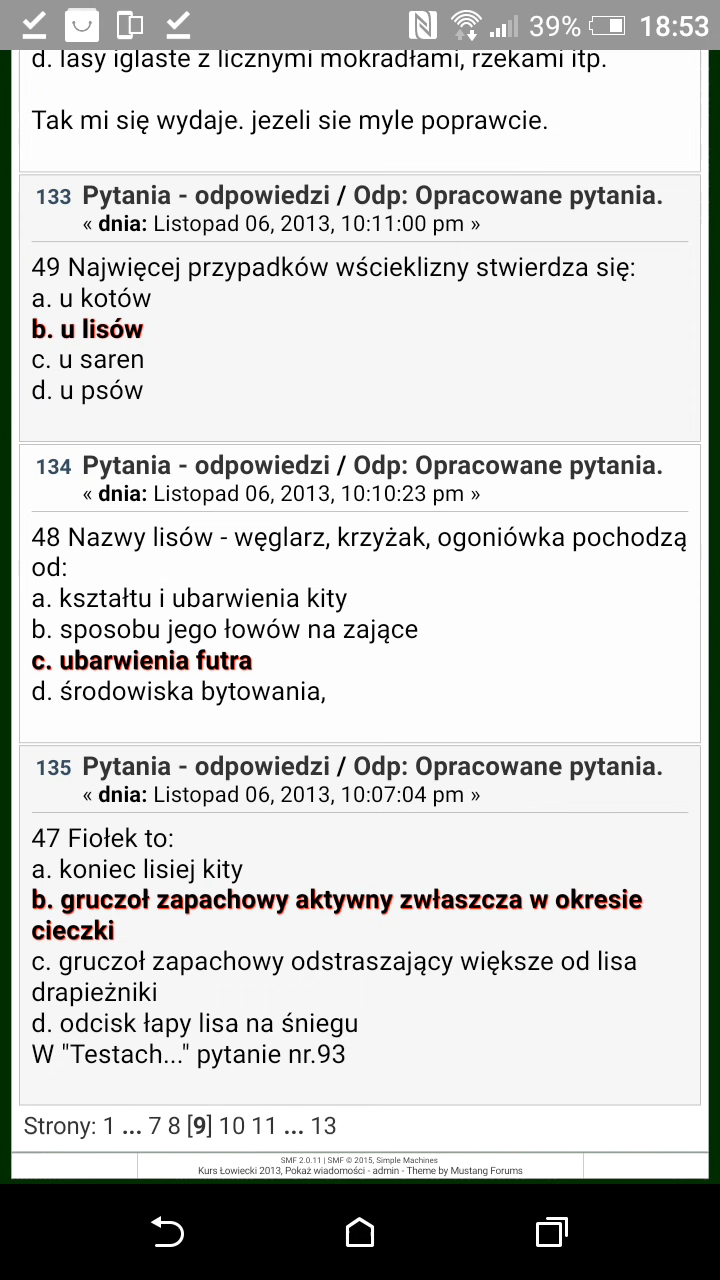 39% 18:53
d. lasy iglaste z licznymi mokradłami, rzekami itp.
Tak mi się wydaje. jezeli sie myle poprawcie.
133 Pytania - odpowiedzi / Odp: Opracowane pytania.
« dnia: Listopad 06, 2013, 10:11:00 pm »
49 Najwięcej przypadków wścieklizny stwierdza się:
a. u kotów
b. u lisów
c. u saren
d. u psów
134 Pytania - odpowiedzi / Odp: Opracowane pytania.
« dnia: Listopad 06, 2013, 10:10:23 pm »
48 Nazwy lisów - węglarz, krzyżak, ogoniówka pochodzą
od:
a. kształtu i ubarwienia kity
b. sposobu jego łowów na zające
c. ubarwienia futra
d. środowiska bytowania,
135 Pytania - odpowiedzi / Odp: Opracowane pytania.
« dnia: Listopad 06, 2013, 10:07:04 pm »
47 Fiołek to:
a. koniec lisiej kity
b. gruczoł zapachowy aktywny zwłaszcza w okresie
cieczki
c. gruczoł zapachowy odstraszający większe od lisa
drapieżniki
d. odcisk łapy lisa na śniegu
W "Testach..." pytanie nr.93
Strony: 1 ... 7 8 [9] 10 11 ... 13
SMF 2.0.11 | SMF © 2015, Simple Machines
Kurs Łowiecki 2013, Pokaż wiadomości - admin - Theme by Mustang Forums